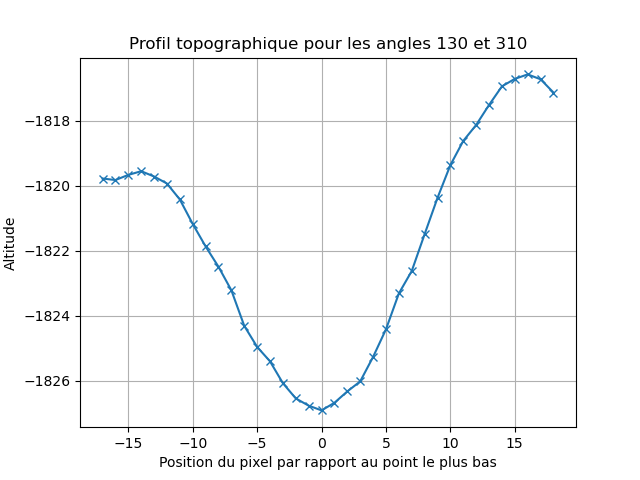 Profil topographique pour les angles 130 et 310
Altitude
−1818
−1820
−1822
−1824
−1826
−15 −10 −5 0 5 10 15
Position du pixel par rapport au point le plus bas